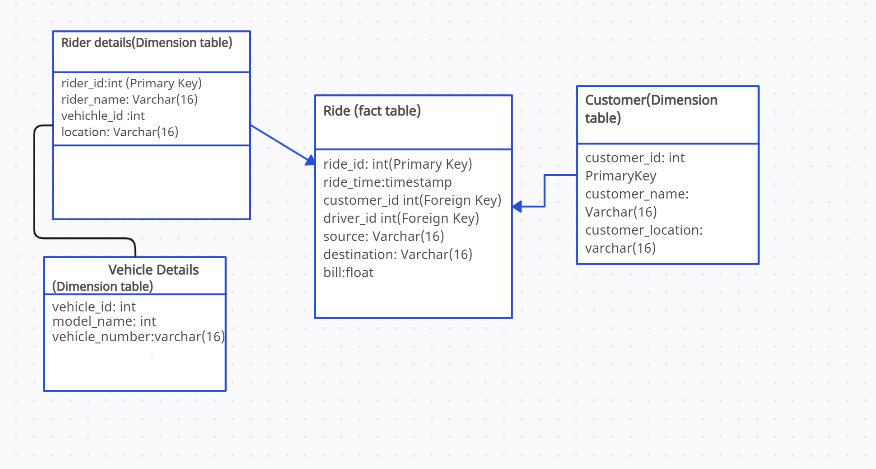 Rider details(Dimension table)
rider_id:int (Primary Key)
rider_name: Varchar(16)
vehichle_id :int
location: Varchar(16)
Vehicle Details
(Dimension table)
vehicle_id: int
model_name: int
vehicle_number:varchar(16)
Ride (fact table)
ride_id: int(Primary Key)
ride_time:timestamp
customer_id int(Foreign Key)
driver_id int(Foreign Key)
source: Varchar(16)
destination: Varchar(16)
bill:float
Customer(Dimension
table)
customer_id: int
PrimaryKey
customer_name:
Varchar(16)
customer_location:
varchar(16)